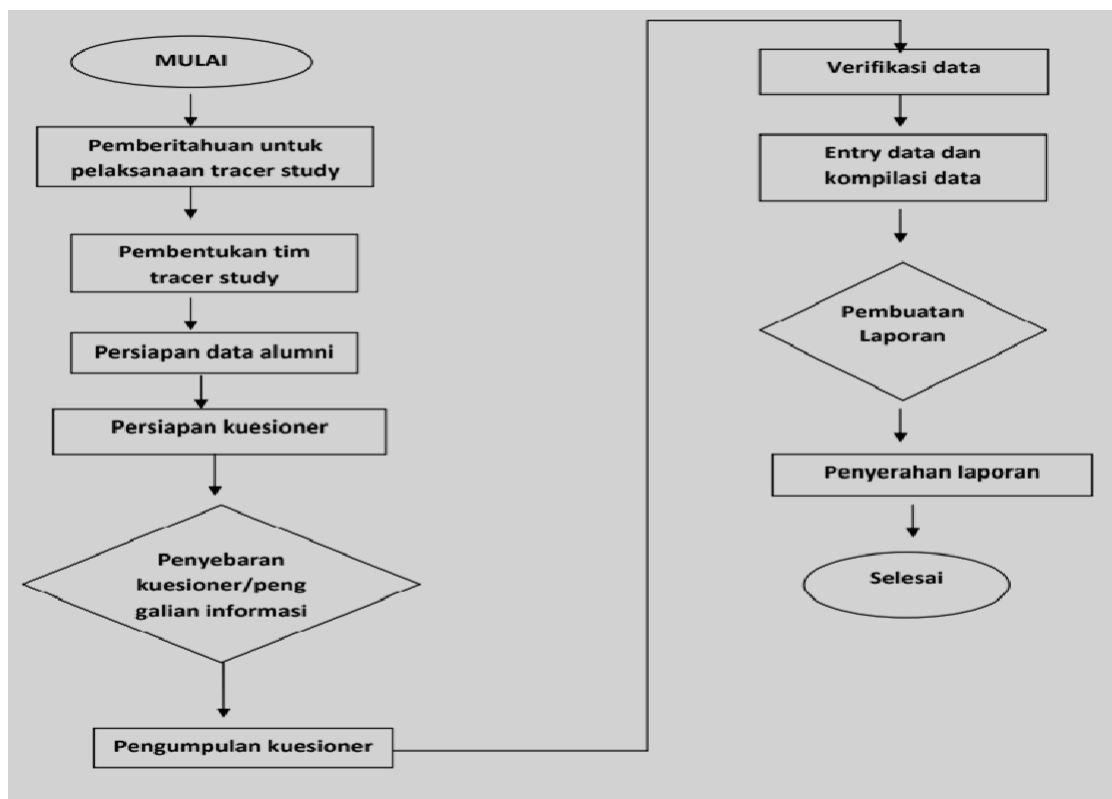 MULAI
Pemberitahuan untuk
pelaksanaan tracer study
Pembentukan tim
tracer study
Persiapan data alumni
Persiapan kuesioner
Penyebaran
kuesioner/peng
galian informasi
Pengumpulan kuesioner
Verifikasi data
Entry data dan
kompilasi data
Pembuatan
Laporan
Penyerahan laporan
Selesai